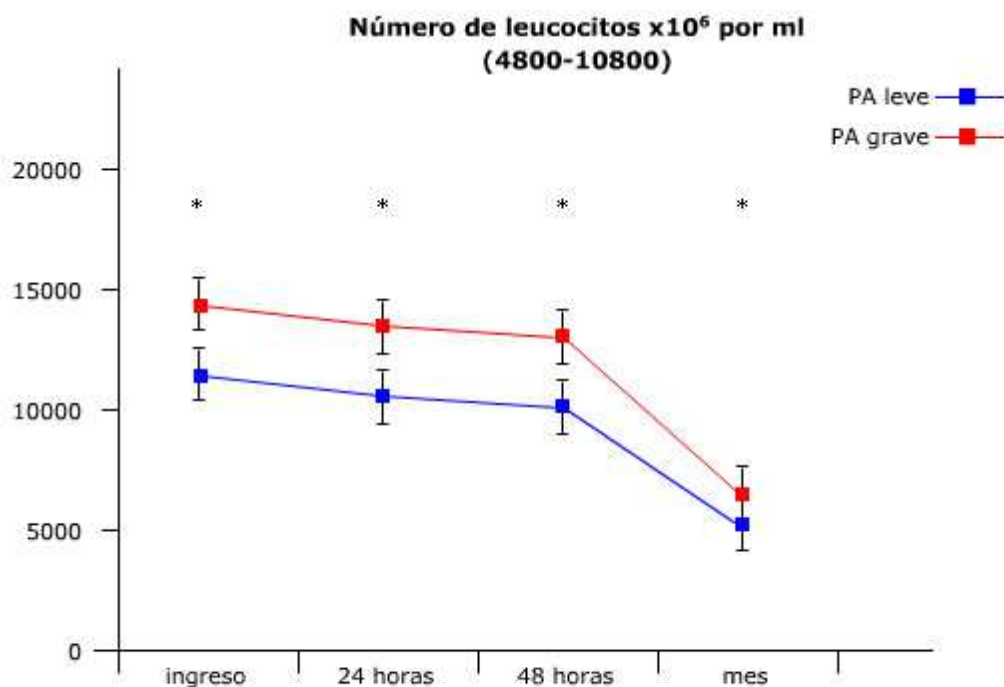 Número de leucocitos x10⁶ por ml
(4800-10800)
PA leve
PA grave
20000
* * * *
15000
10000
5000
0
ingreso 24 horas 48 horas mes